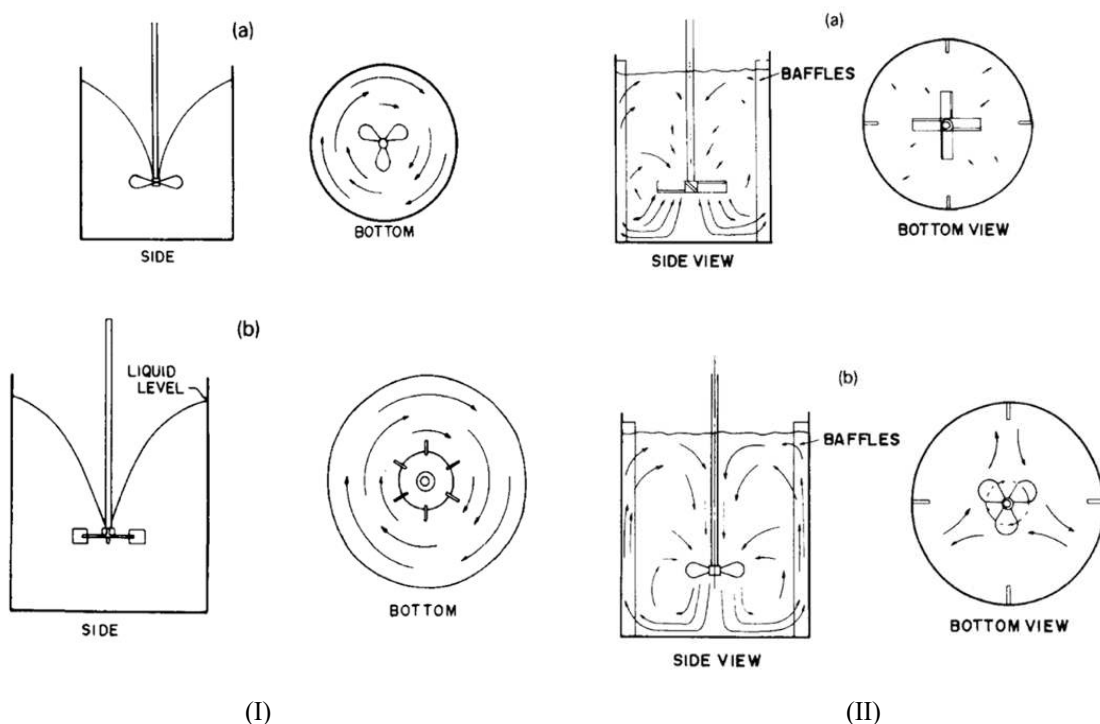 (a)
SIDE
BOTTOM
(b)
LIQUID
LEVEL
SIDE
BOTTOM
(I)
(a)
BAFFLES
SIDE VIEW
BOTTOM VIEW
(b)
BAFFLES
SIDE VIEW
BOTTOM VIEW
(II)